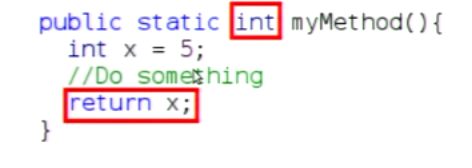 public static int myMethod(){
int x = 5;
//Do something
return x;
}